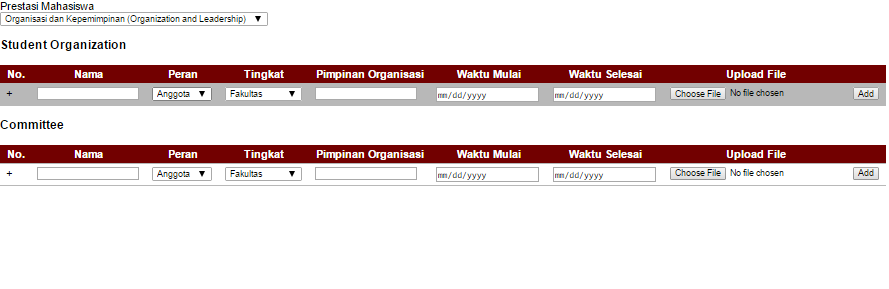 Prestasi Mahasiswa
Organisasi dan Kepemimpinan (Organization and Leadership) ▼
Student Organization
No. Nama Peran Tingkat Pimpinan Organisasi Waktu Mulai Waktu Selesai Upload File
+ Anggota ▼ Fakultas ▼ mm/dd/yyyy mm/dd/yyyy Choose File No file chosen Add
Committee
No. Nama Peran Tingkat Pimpinan Organisasi Waktu Mulai Waktu Selesai Upload File
+ Anggota ▼ Fakultas ▼ mm/dd/yyyy mm/dd/yyyy Choose File No file chosen Add